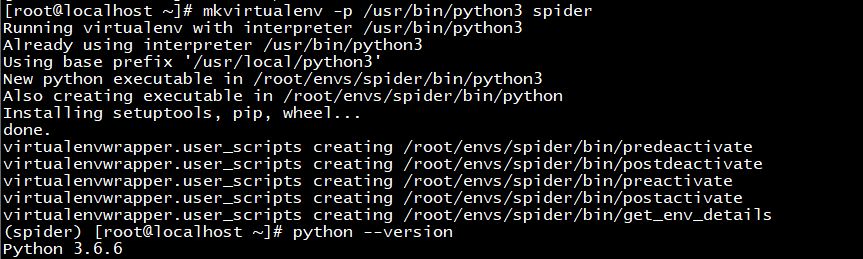 [root@localhost ~]# mkvirtualenv -p /usr/bin/python3 spider
Running virtualenv with interpreter /usr/bin/python3
Already using interpreter /usr/bin/python3
Using base prefix '/usr/local/python3'
New python executable in /root/envs/spider/bin/python3
Also creating executable in /root/envs/spider/bin/python
Installing setuptools, pip, wheel...
done.
virtualenvwrapper.user_scripts creating /root/envs/spider/bin/predeactivate
virtualenvwrapper.user_scripts creating /root/envs/spider/bin/postdeactivate
virtualenvwrapper.user_scripts creating /root/envs/spider/bin/preactivate
virtualenvwrapper.user_scripts creating /root/envs/spider/bin/postactivate
virtualenvwrapper.user_scripts creating /root/envs/spider/bin/get_env_details
(spider) [root@localhost ~]# python --version
Python 3.6.6